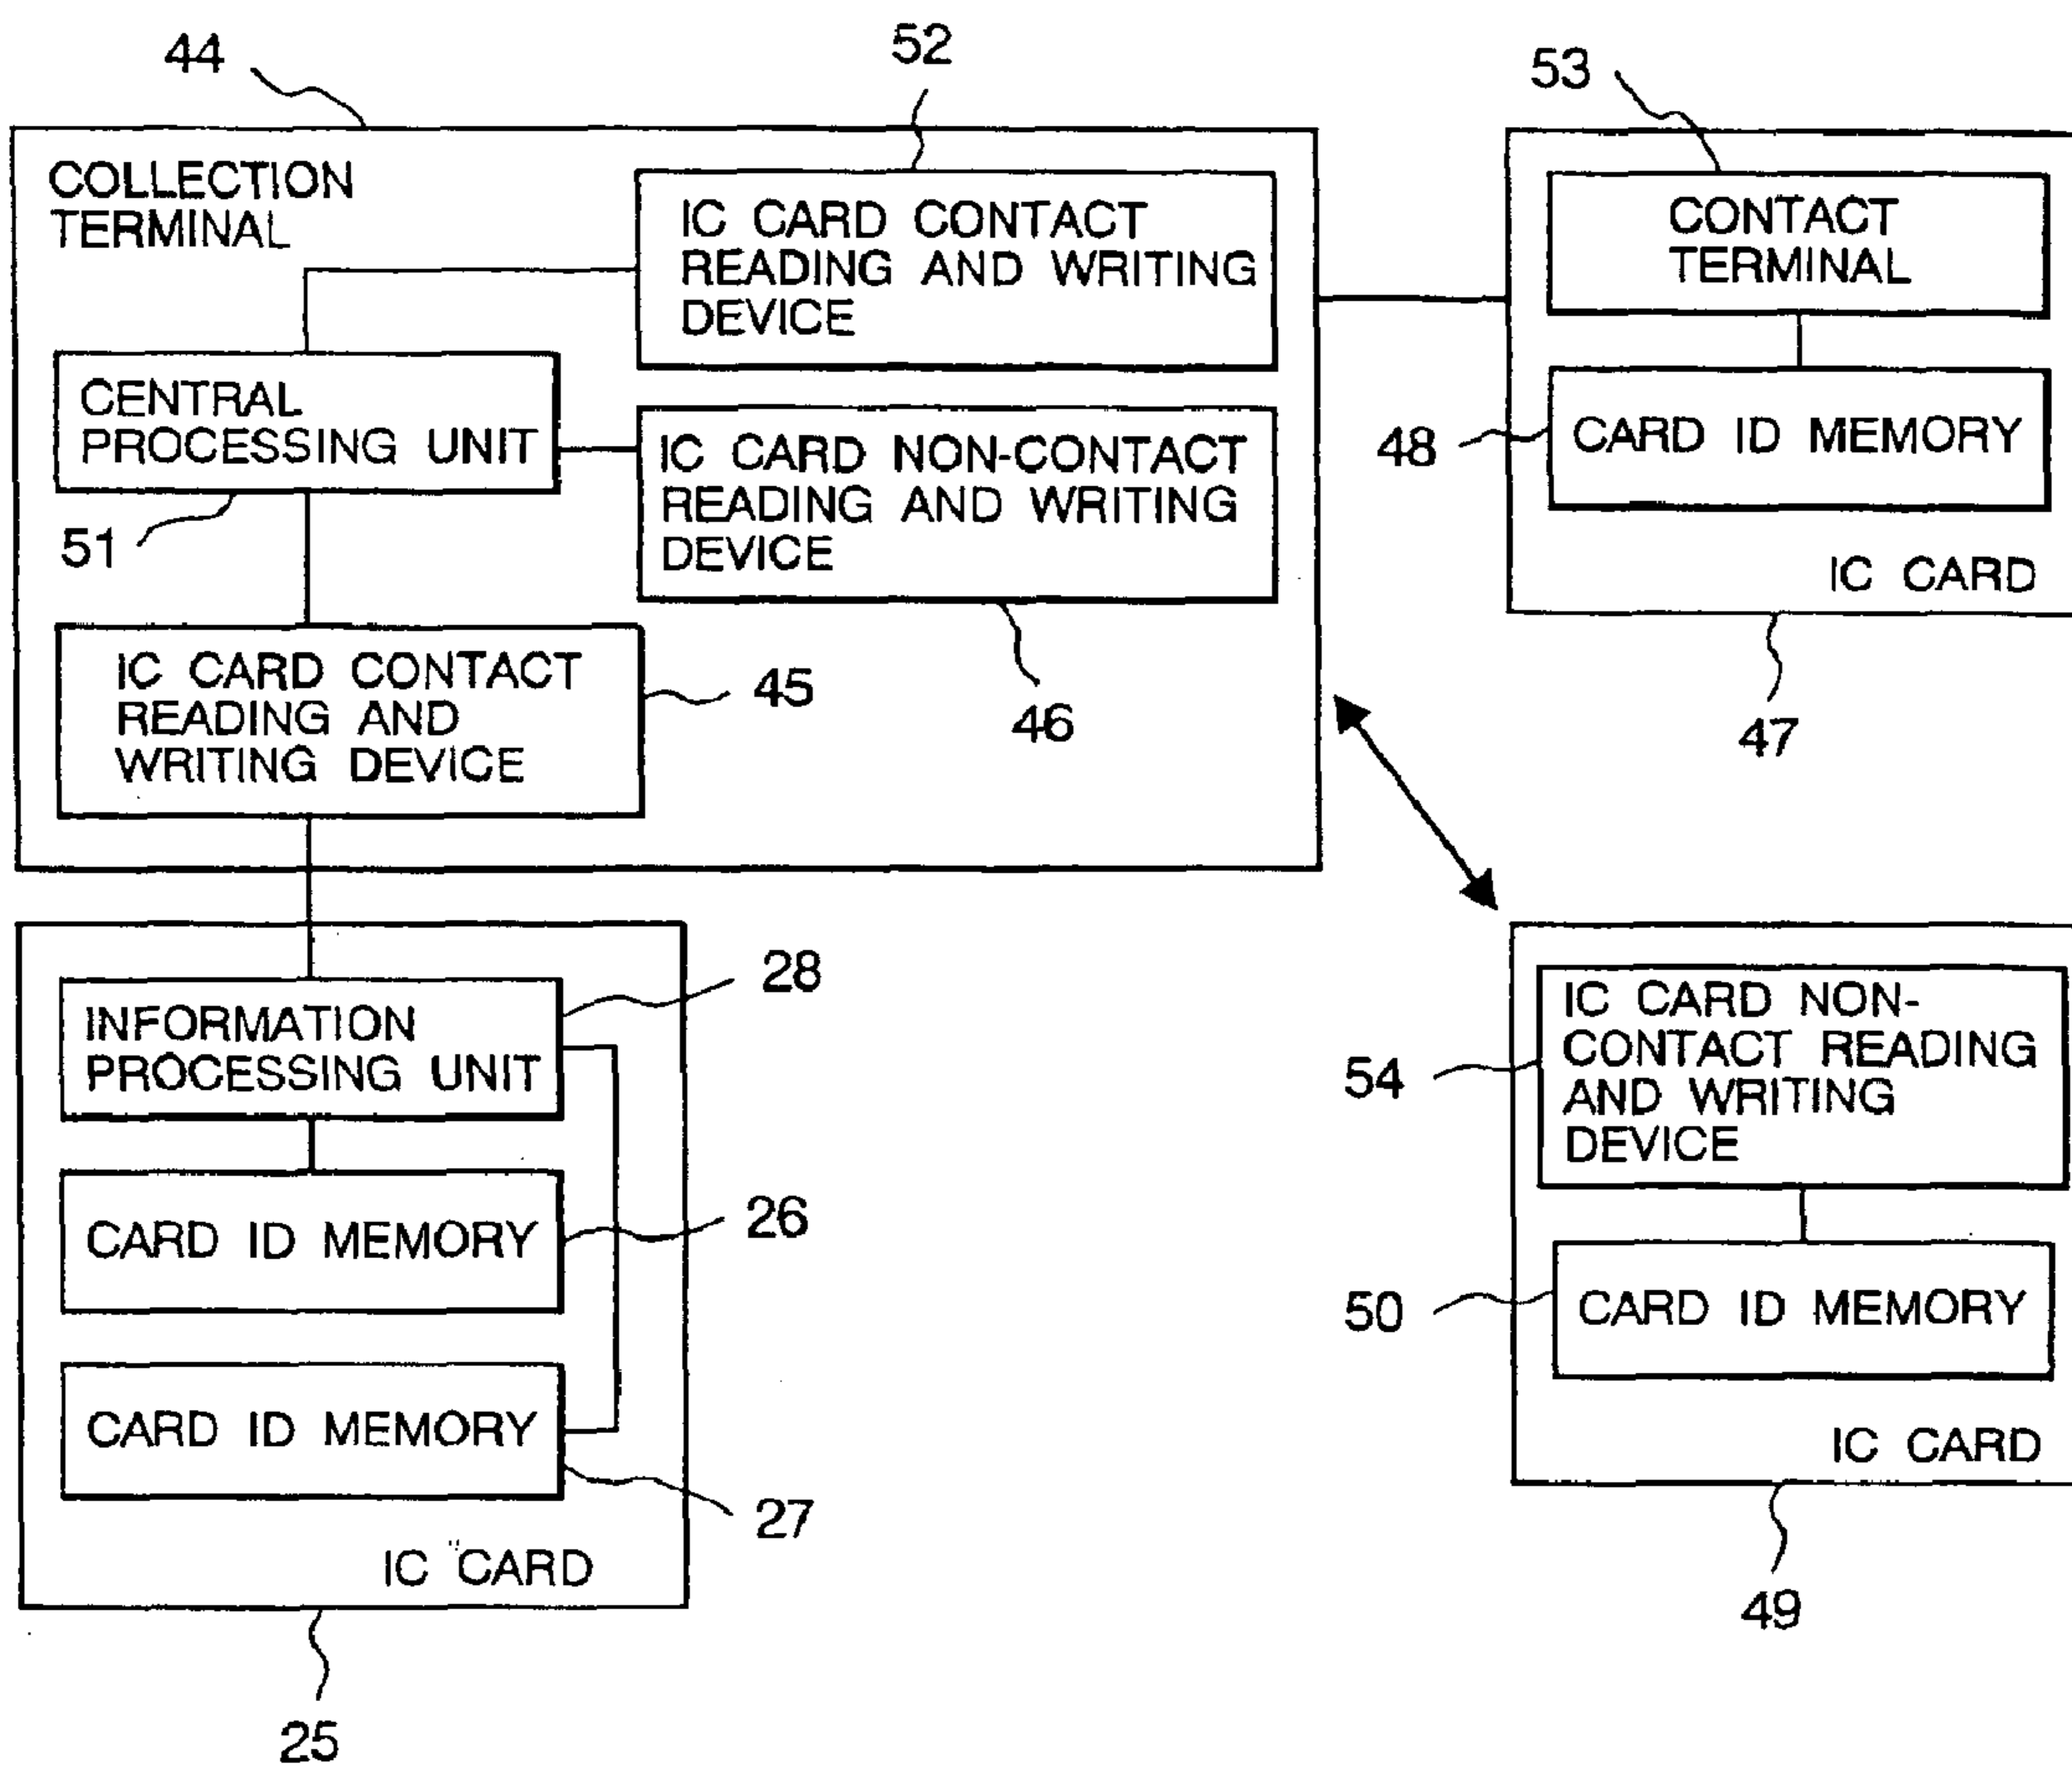 44
52
53
COLLECTION
TERMINAL
IC CARD CONTACT
READING AND WRITING
DEVICE
CONTACT
TERMINAL
CENTRAL
PROCESSING UNIT
51
IC CARD NON-CONTACT
READING AND WRITING
DEVICE
46
48
CARD ID MEMORY
IC CARD
47
IC CARD CONTACT
READING AND
WRITING DEVICE
45
INFORMATION
PROCESSING UNIT
28
CARD ID MEMORY
26
CARD ID MEMORY
27
IC CARD
25
54
IC CARD NON-
CONTACT READING
AND WRITING
DEVICE
50
CARD ID MEMORY
IC CARD
49